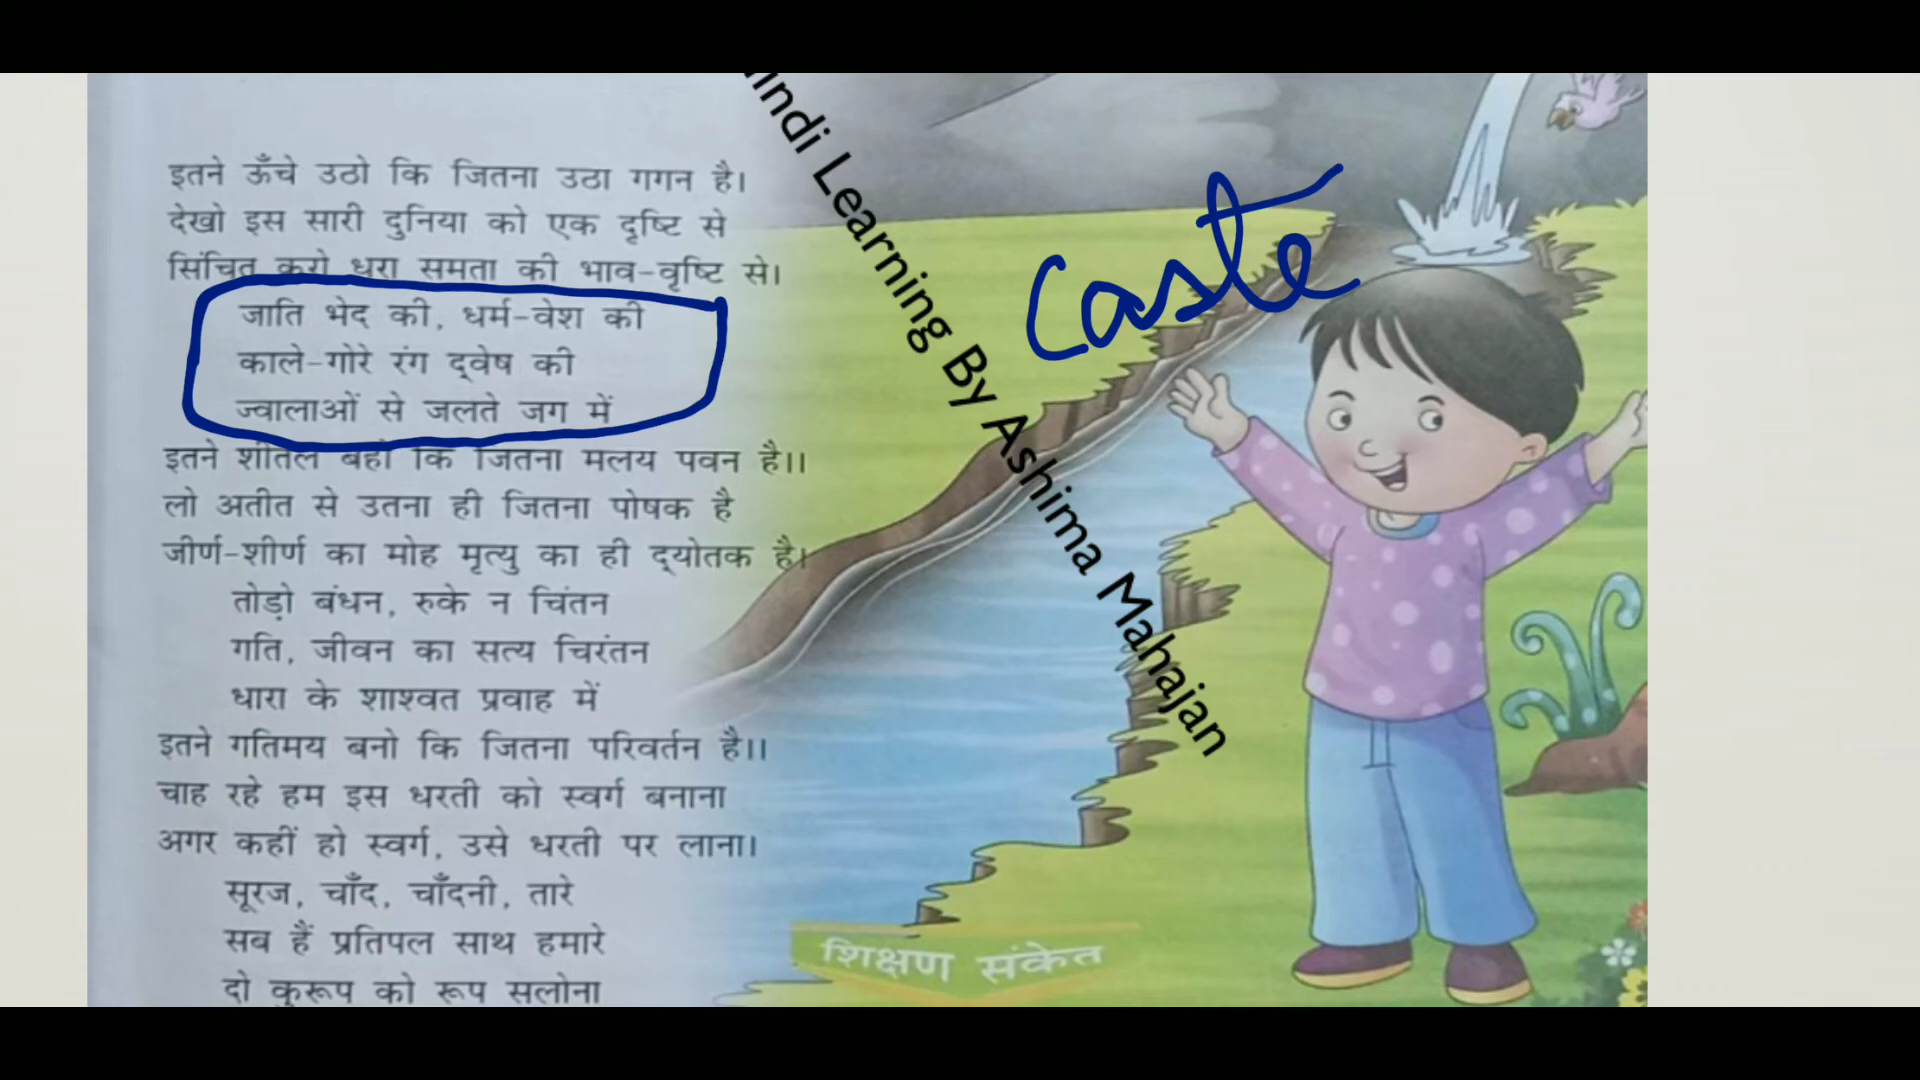 इतने ऊँचे उठो कि जितना उठा गगन है।
देखो इस सारी दुनिया को एक दृष्टि से
सिंचित करो धरा समता की भाव-वृष्टि से।
जाति भेद की, धर्म-वेश की
काले-गोरे रंग द्वेष की
ज्वालाओं से जलते जग में
इतने शीतल बहो कि जितना मलय पवन है।।
लो अतीत से उतना ही जितना पोषक है
जीर्ण-शीर्ण का मोह मृत्यु का ही द्योतक है।
तोड़ो बंधन, रुके न चिंतन
गति, जीवन का सत्य चिरंतन
धारा के शाश्वत प्रवाह में
इतने गतिमय बनो कि जितना परिवर्तन है।।
चाह रहे हम इस धरती को स्वर्ग बनाना
अगर कहीं हो स्वर्ग, उसे धरती पर लाना।
सूरज, चाँद, चाँदनी, तारे
सब हैं प्रतिपल साथ हमारे
दो कुरूप को रूप सलोना
Caste
Learning By Ashima Mahajan
शिक्षण संकेत